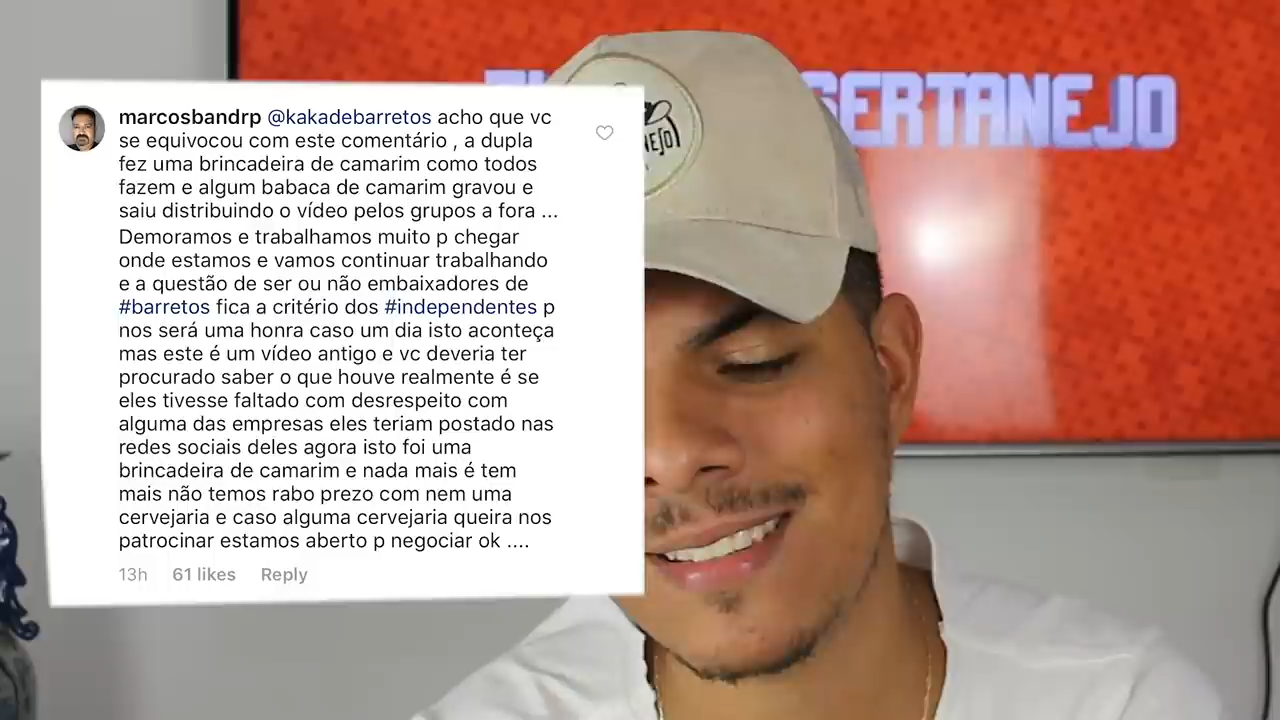 SERTANEJO
marcosbandrp @kakadebarretos acho que vc
se equivocou com este comentário , a dupla
fez uma brincadeira de camarim como todos
fazem e algum babaca de camarim gravou e
saiu distribuindo o vídeo pelos grupos a fora ...
Demoramos e trabalhamos muito p chegar
onde estamos e vamos continuar trabalhando
e a questão de ser ou não embaixadores de
#barretos fica a critério dos #independentes p
nos será uma honra caso um dia isto aconteça
mas este é um vídeo antigo e vc deveria ter
procurado saber o que houve realmente é se
eles tivesse faltado com desrespeito com
alguma das empresas eles teriam postado nas
redes sociais deles agora isto foi uma
brincadeira de camarim e nada mais é tem
mais não temos rabo prezo com nem uma
cervejaria e caso alguma cervejaria queira nos
patrocinar estamos aberto p negociar ok ....
13h 61 likes Reply